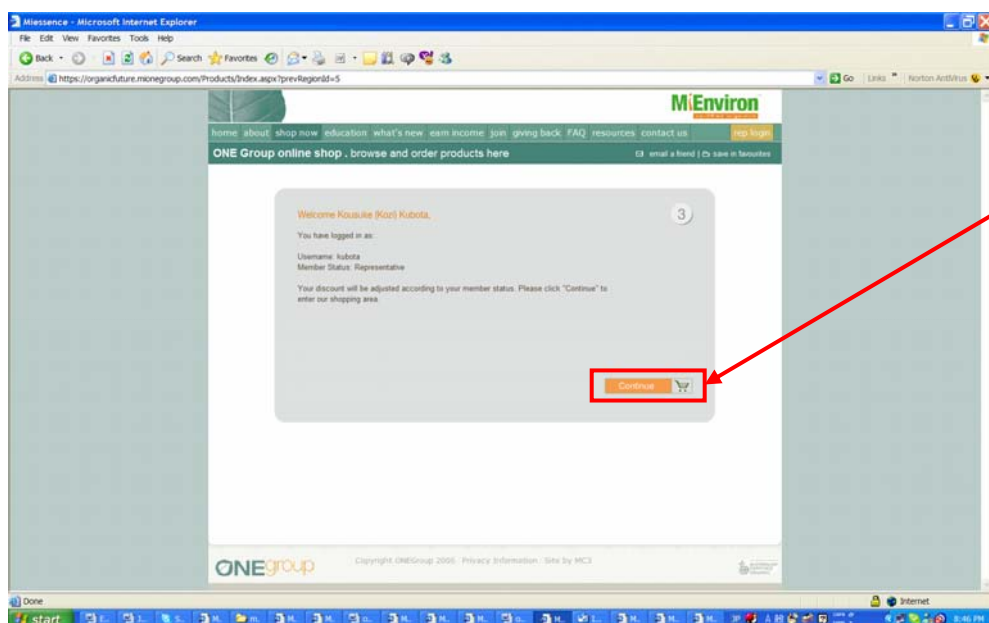 Miessence - Microsoft Internet Explorer
File Edit View Favorites Tools Help
Back Search Favorites
Address https://organicfuture.mionegroup.com/Products/Index.aspx?prevRegionId=5 Go Links Norton AntiVirus
MiEnviron
home about shop now education what's new earn income join giving back FAQ resources contact us rep login
ONE Group online shop . browse and order products here email a friend | save in favourites
Welcome Kousuke (Kozi) Kubota, 3
You have logged in as:
Username: kubota
Member Status: Representative
Your discount will be adjusted according to your member status. Please click "Continue" to
enter our shopping area
Continue
ONEgroup Copyright ONEGroup 2006 / Privacy Information / Site by MC2
Done Internet
start 8:46 PM